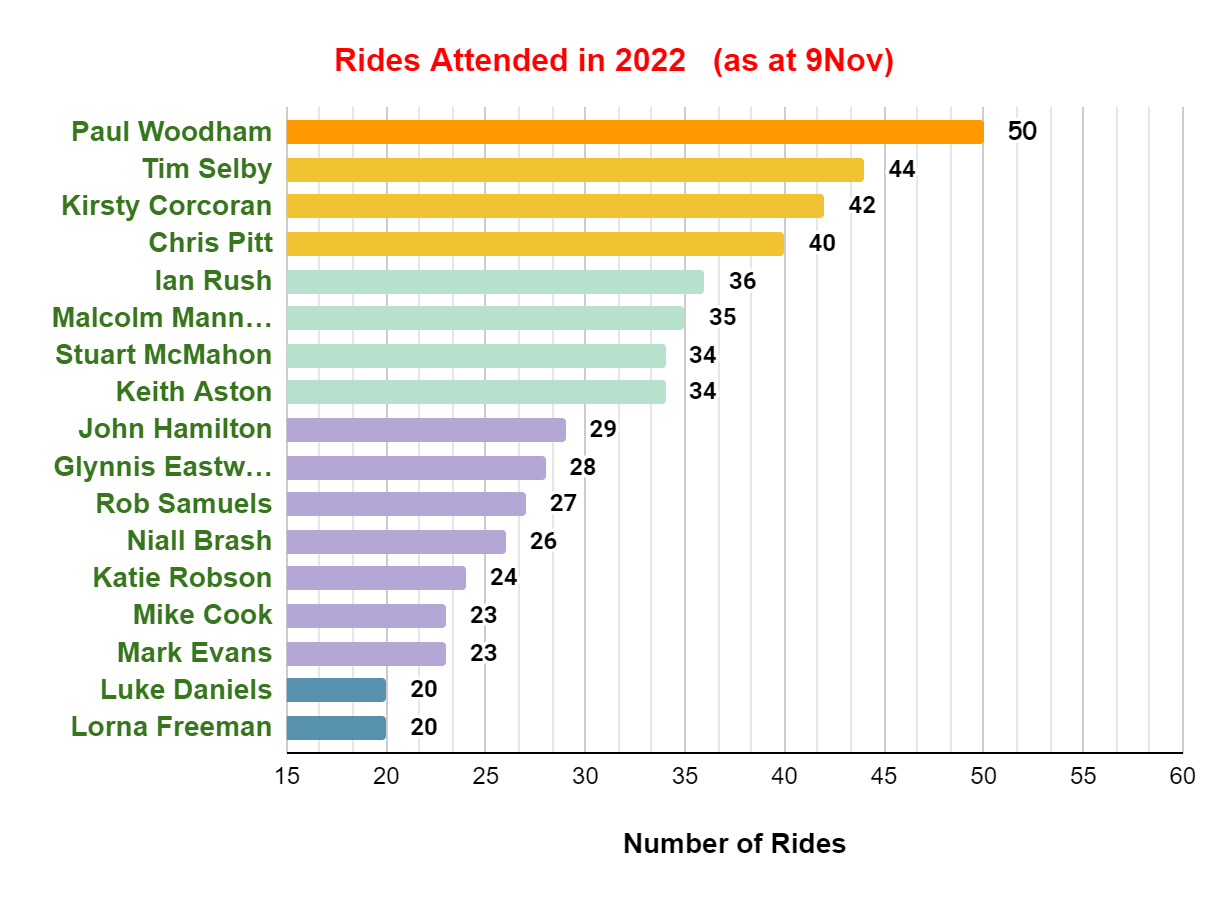 Rides Attended in 2022 (as at 9Nov)
Paul Woodham 50
Tim Selby 44
Kirsty Corcoran 42
Chris Pitt 40
Ian Rush 36
Malcolm Mann… 35
Stuart McMahon 34
Keith Aston 34
John Hamilton 29
Glynnis Eastw… 28
Rob Samuels 27
Niall Brash 26
Katie Robson 24
Mike Cook 23
Mark Evans 23
Luke Daniels 20
Lorna Freeman 20
15 20 25 30 35 40 45 50 55 60
Number of Rides